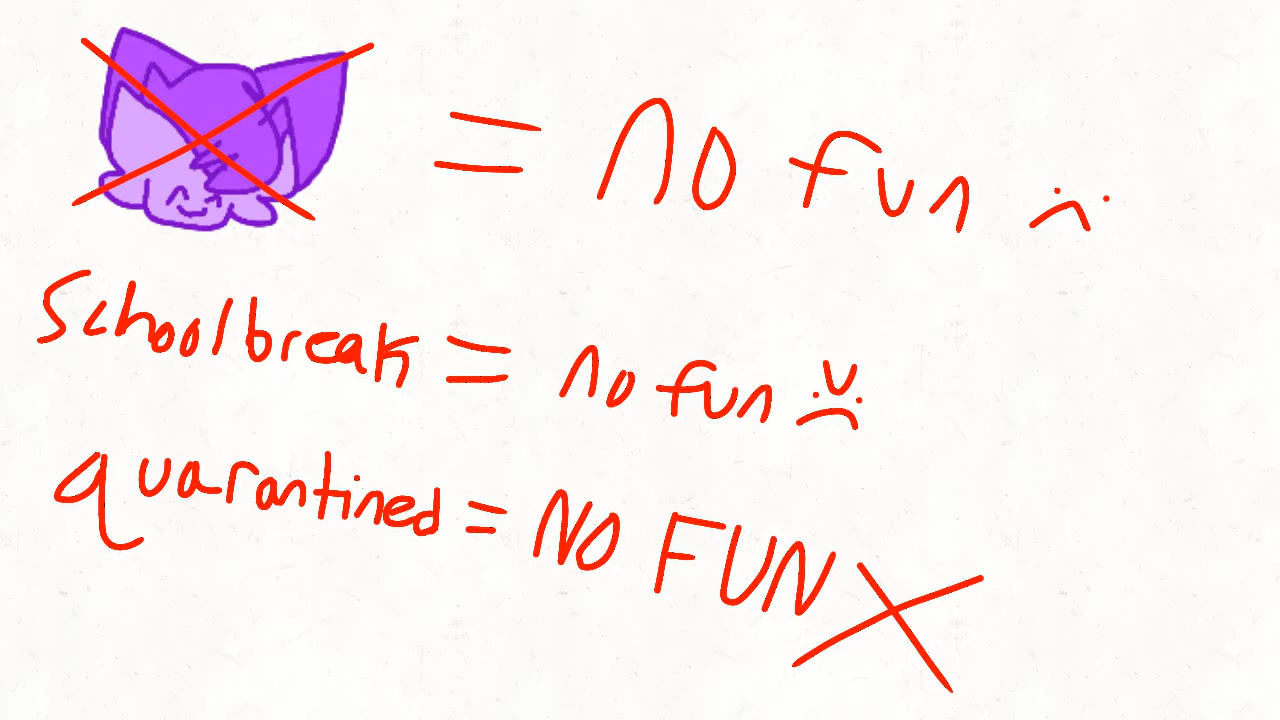 = no fun :(
Schoolbreak = no fun :(
quarantined = NO FUN